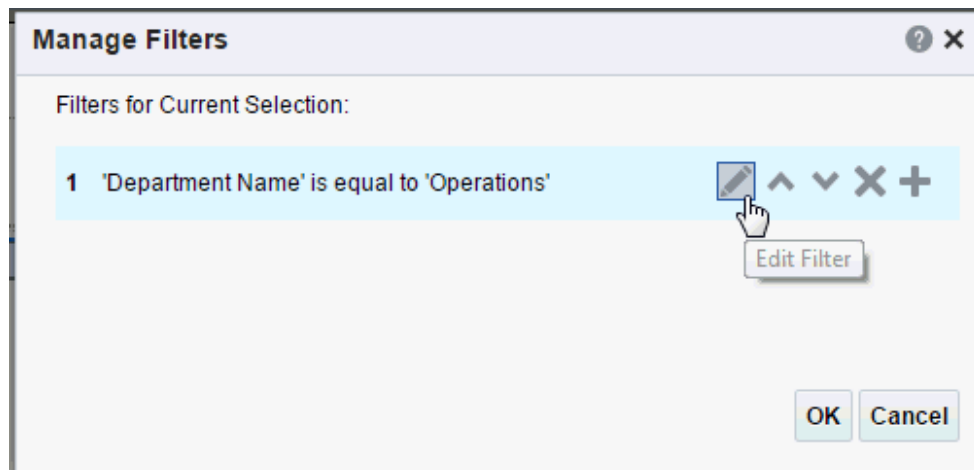 Manage Filters
Filters for Current Selection:
1 'Department Name' is equal to 'Operations'
Edit Filter
OK Cancel